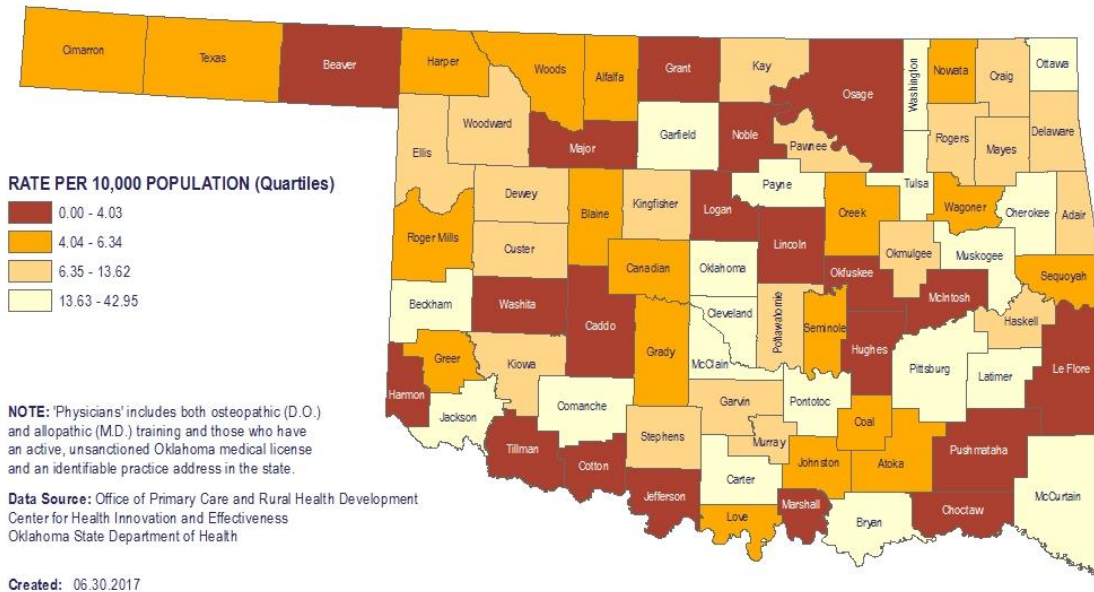 Cimarron
Texas
Beaver
Harper
Woods
Alfalfa
Grant
Kay
Osage
Washington
Nowata
Craig
Ottawa
Woodward
Ellis
Major
Garfield
Noble
Pawnee
Rogers
Mayes
Delaware
RATE PER 10,000 POPULATION (Quartiles)
0.00 - 4.03
4.04 - 6.34
6.35 - 13.62
13.63 - 42.95
Dewey
Blaine
Kingfisher
Logan
Payne
Creek
Tulsa
Wagoner
Cherokee
Adair
Roger Mills
Custer
Canadian
Oklahoma
Lincoln
Okmulgee
Muskogee
Sequoyah
Okfuskee
Beckham
Washita
Caddo
Cleveland
Pottawatomie
Seminole
McIntosh
Haskell
Hughes
Greer
Kiowa
Grady
McClain
Pittsburg
Latimer
Le Flore
Harmon
Jackson
Comanche
Garvin
Pontotoc
Coal
Stephens
Murray
Tillman
Cotton
Jefferson
Carter
Johnston
Atoka
Pushmataha
McCurtain
Love
Marshall
Bryan
Choctaw
NOTE: 'Physicians' includes both osteopathic (D.O.)
and allopathic (M.D.) training and those who have
an active, unsanctioned Oklahoma medical license
and an identifiable practice address in the state.
Data Source: Office of Primary Care and Rural Health Development
Center for Health Innovation and Effectiveness
Oklahoma State Department of Health
Created: 06.30.2017